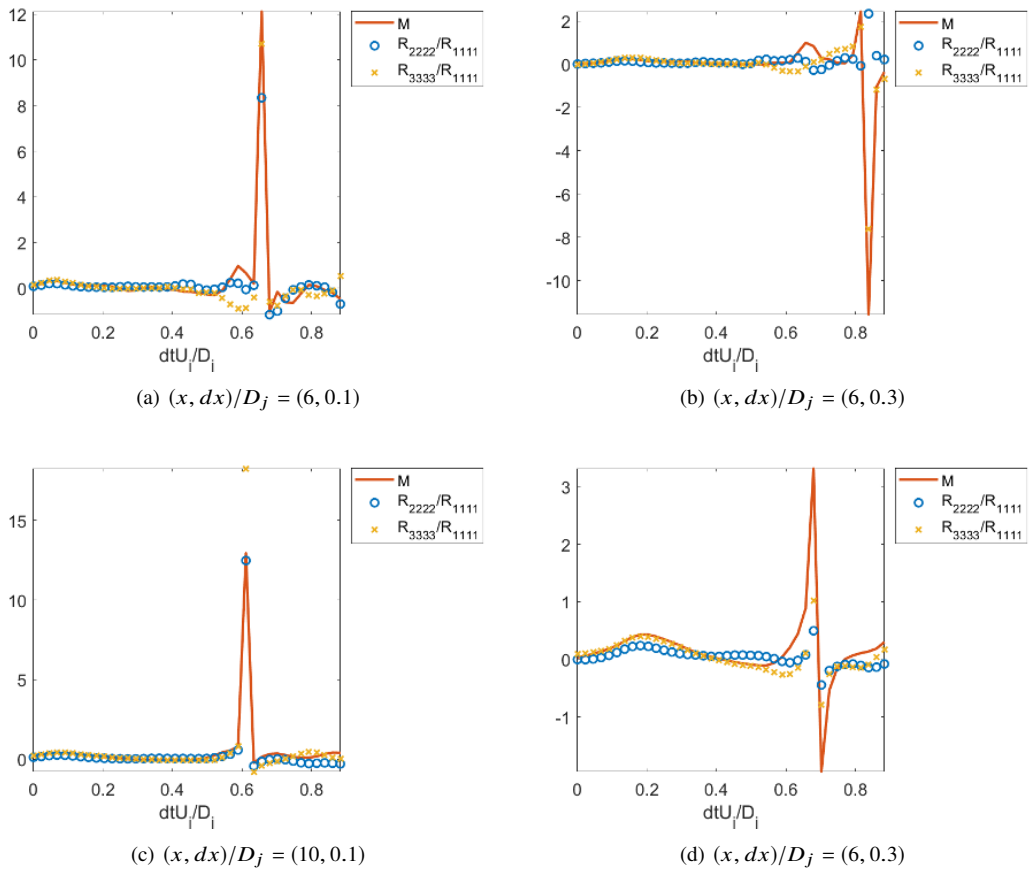 12
10
8
6
4
2
0
0 0.2 0.4 0.6 0.8
dtU_i/D_j
M
R_2222/R_1111
R_3333/R_1111
(a) (x, dx)/D_j = (6, 0.1)
2
0
-2
-4
-6
-8
-10
0 0.2 0.4 0.6 0.8
dtU_i/D_j
M
R_2222/R_1111
R_3333/R_1111
(b) (x, dx)/D_j = (6, 0.3)
15
10
5
0
0 0.2 0.4 0.6 0.8
dtU_i/D_j
M
R_2222/R_1111
R_3333/R_1111
(c) (x, dx)/D_j = (10, 0.1)
3
2
1
0
-1
0 0.2 0.4 0.6 0.8
dtU_i/D_j
M
R_2222/R_1111
R_3333/R_1111
(d) (x, dx)/D_j = (6, 0.3)